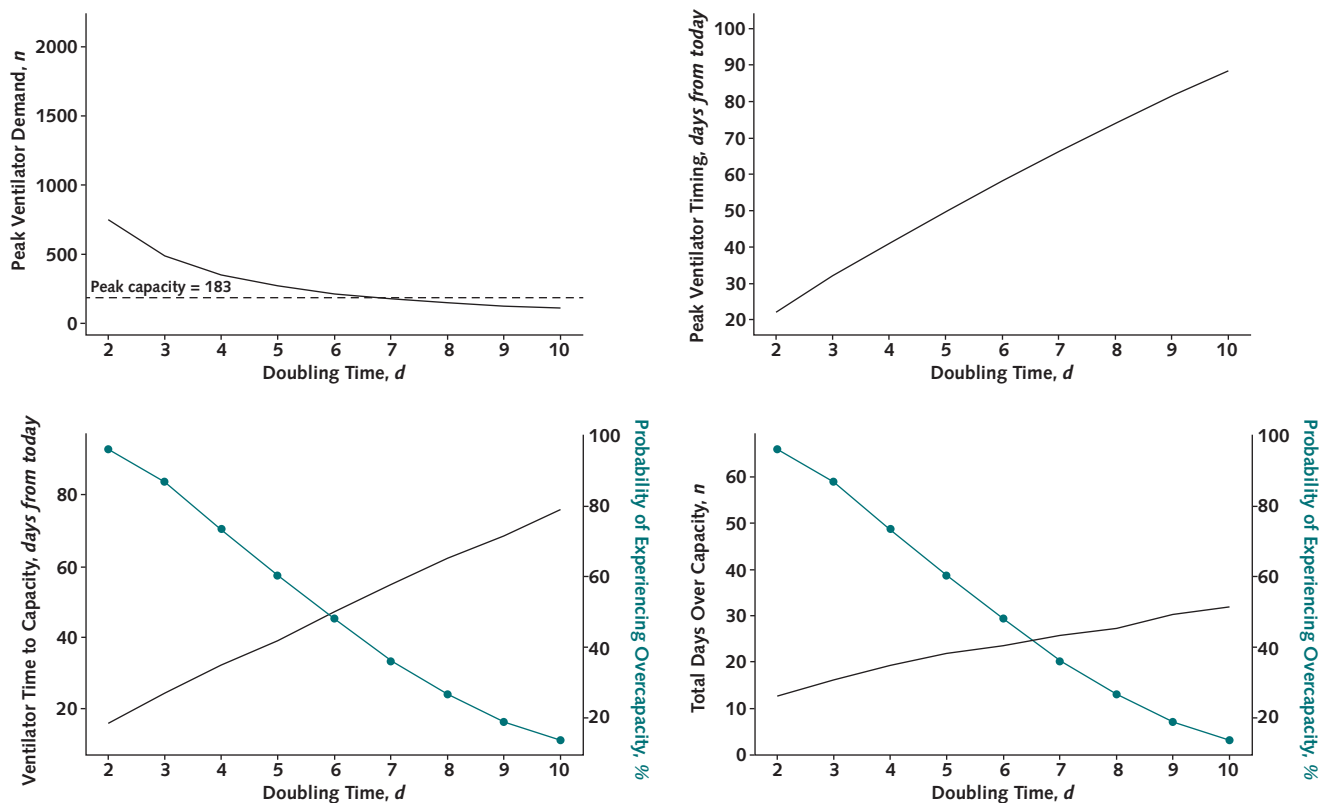 Peak Ventilator Demand, n
2000
1500
1000
500
0
Peak capacity = 183
2 3 4 5 6 7 8 9 10
Doubling Time, d
Peak Ventilator Timing, days from today
100
90
80
70
60
50
40
30
20
2 3 4 5 6 7 8 9 10
Doubling Time, d
Ventilator Time to Capacity, days from today
80
60
40
20
100
80
60
40
20
Probability of Experiencing Overcapacity, %
2 3 4 5 6 7 8 9 10
Doubling Time, d
Total Days Over Capacity, n
60
50
40
30
20
10
0
100
80
60
40
20
Probability of Experiencing Overcapacity, %
2 3 4 5 6 7 8 9 10
Doubling Time, d